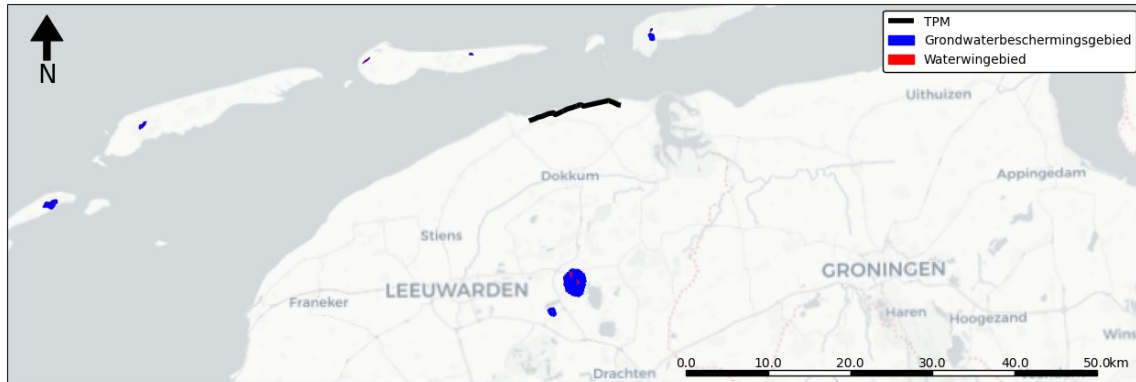 N
TPM
Grondwaterbeschermingsgebied
Waterwingebied
Uithuizen
Appingedam
Dokkum
Stiens
LEEUWARDEN
Franeker
GRONINGEN
Haren
Hoogezand
Wins
Drachten
0.0 10.0 20.0 30.0 40.0 50.0km